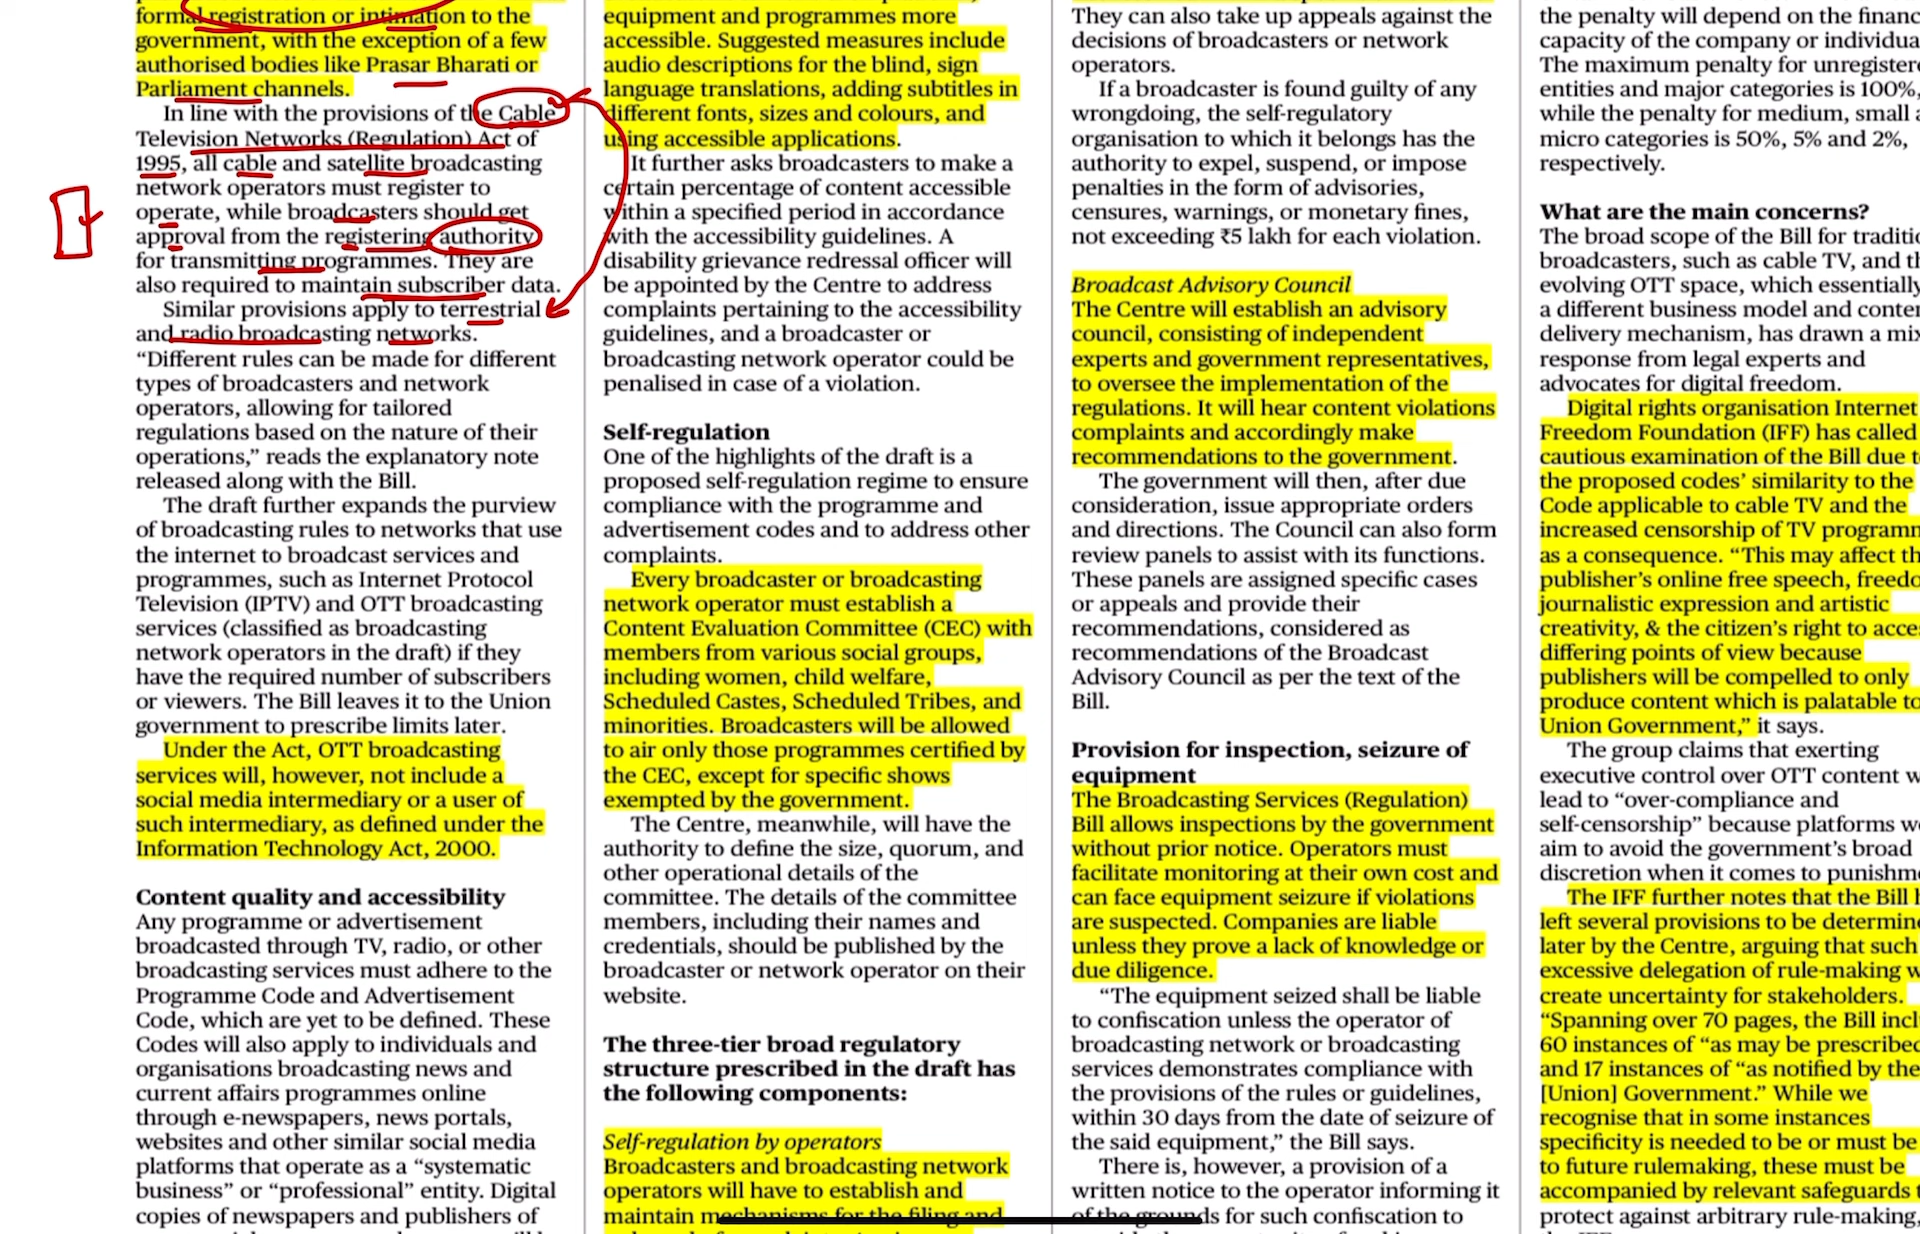 formal registration or intimation to the
government, with the exception of a few
authorised bodies like Prasar Bharati or
Parliament channels.
In line with the provisions of the Cable
Television Networks (Regulation) Act of
1995, all cable and satellite broadcasting
network operators must register to
operate, while broadcasters should get
approval from the registering authority
for transmitting programmes. They are
also required to maintain subscriber data.
Similar provisions apply to terrestrial
and radio broadcasting networks.
“Different rules can be made for different
types of broadcasters and network
operators, allowing for tailored
regulations based on the nature of their
operations,” reads the explanatory note
released along with the Bill.
The draft further expands the purview
of broadcasting rules to networks that use
the internet to broadcast services and
programmes, such as Internet Protocol
Television (IPTV) and OTT broadcasting
services (classified as broadcasting
network operators in the draft) if they
have the required number of subscribers
or viewers. The Bill leaves it to the Union
government to prescribe limits later.
Under the Act, OTT broadcasting
services will, however, not include a
social media intermediary or a user of
such intermediary, as defined under the
Information Technology Act, 2000.
Content quality and accessibility
Any programme or advertisement
broadcasted through TV, radio, or other
broadcasting services must adhere to the
Programme Code and Advertisement
Code, which are yet to be defined. These
Codes will also apply to individuals and
organisations broadcasting news and
current affairs programmes online
through e-newspapers, news portals,
websites and other similar social media
platforms that operate as a “systematic
business” or “professional” entity. Digital
copies of newspapers and publishers of
equipment and programmes more
accessible. Suggested measures include
audio descriptions for the blind, sign
language translations, adding subtitles in
different fonts, sizes and colours, and
using accessible applications.
It further asks broadcasters to make a
certain percentage of content accessible
within a specified period in accordance
with the accessibility guidelines. A
disability grievance redressal officer will
be appointed by the Centre to address
complaints pertaining to the accessibility
guidelines, and a broadcaster or
broadcasting network operator could be
penalised in case of a violation.
Self-regulation
One of the highlights of the draft is a
proposed self-regulation regime to ensure
compliance with the programme and
advertisement codes and to address other
complaints.
Every broadcaster or broadcasting
network operator must establish a
Content Evaluation Committee (CEC) with
members from various social groups,
including women, child welfare,
Scheduled Castes, Scheduled Tribes, and
minorities. Broadcasters will be allowed
to air only those programmes certified by
the CEC, except for specific shows
exempted by the government.
The Centre, meanwhile, will have the
authority to define the size, quorum, and
other operational details of the
committee. The details of the committee
members, including their names and
credentials, should be published by the
broadcaster or network operator on their
website.
The three-tier broad regulatory
structure prescribed in the draft has
the following components:
Self-regulation by operators
Broadcasters and broadcasting network
operators will have to establish and
maintain mechanisms for the filing and
They can also take up appeals against the
decisions of broadcasters or network
operators.
If a broadcaster is found guilty of any
wrongdoing, the self-regulatory
organisation to which it belongs has the
authority to expel, suspend, or impose
penalties in the form of advisories,
censures, warnings, or monetary fines,
not exceeding ₹5 lakh for each violation.
Broadcast Advisory Council
The Centre will establish an advisory
council, consisting of independent
experts and government representatives,
to oversee the implementation of the
regulations. It will hear content violations
complaints and accordingly make
recommendations to the government.
The government will then, after due
consideration, issue appropriate orders
and directions. The Council can also form
review panels to assist with its functions.
These panels are assigned specific cases
or appeals and provide their
recommendations, considered as
recommendations of the Broadcast
Advisory Council as per the text of the
Bill.
Provision for inspection, seizure of
equipment
The Broadcasting Services (Regulation)
Bill allows inspections by the government
without prior notice. Operators must
facilitate monitoring at their own cost and
can face equipment seizure if violations
are suspected. Companies are liable
unless they prove a lack of knowledge or
due diligence.
“The equipment seized shall be liable
to confiscation unless the operator of
broadcasting network or broadcasting
services demonstrates compliance with
the provisions of the rules or guidelines,
within 30 days from the date of seizure of
the said equipment,” the Bill says.
There is, however, a provision of a
written notice to the operator informing it
of the grounds for such confiscation to
the penalty will depend on the financ
capacity of the company or individua
The maximum penalty for unregistere
entities and major categories is 100%,
while the penalty for medium, small a
micro categories is 50%, 5% and 2%,
respectively.
What are the main concerns?
The broad scope of the Bill for traditio
broadcasters, such as cable TV, and th
evolving OTT space, which essentially
a different business model and conten
delivery mechanism, has drawn a mix
response from legal experts and
advocates for digital freedom.
Digital rights organisation Internet
Freedom Foundation (IFF) has called
cautious examination of the Bill due t
the proposed codes’ similarity to the
Code applicable to cable TV and the
increased censorship of TV programm
as a consequence. “This may affect th
publisher’s online free speech, freedo
journalistic expression and artistic
creativity, & the citizen’s right to acce
differing points of view because
publishers will be compelled to only
produce content which is palatable to
Union Government,” it says.
The group claims that exerting
executive control over OTT content w
lead to “over-compliance and
self-censorship” because platforms w
aim to avoid the government’s broad
discretion when it comes to punishme
The IFF further notes that the Bill h
left several provisions to be determine
later by the Centre, arguing that such
excessive delegation of rule-making w
create uncertainty for stakeholders.
“Spanning over 70 pages, the Bill incl
60 instances of “as may be prescribed
and 17 instances of “as notified by the
[Union] Government.” While we
recognise that in some instances
specificity is needed to be or must be
to future rulemaking, these must be
accompanied by relevant safeguards t
protect against arbitrary rule-making,